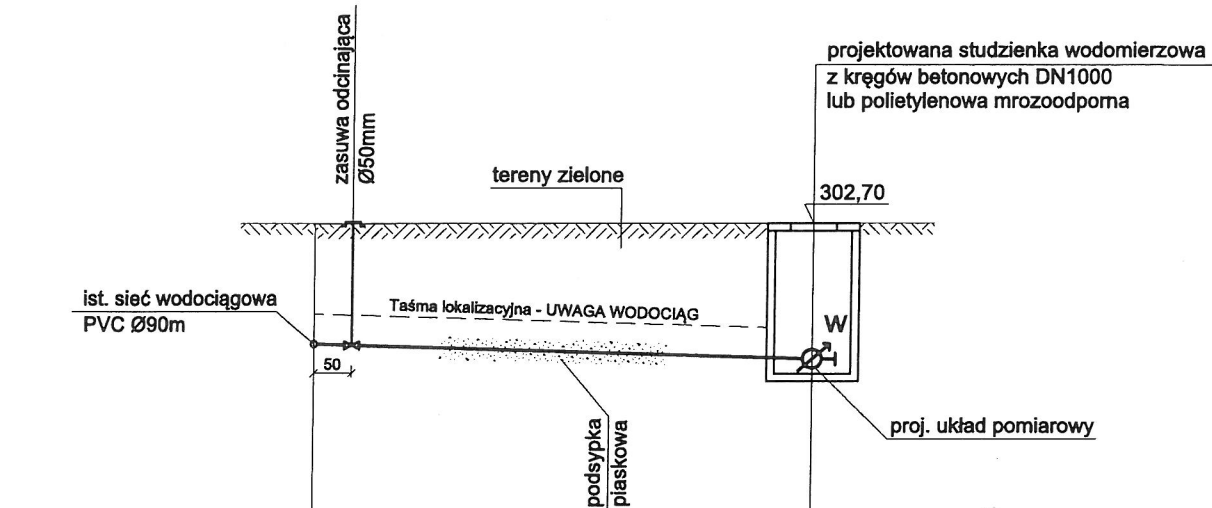 zasuwa odcinająca
Ø50mm
projektowana studzienka wodomierzowa
z kręgów betonowych DN1000
lub polietylenowa mrozoodporna
tereny zielone
302,70
ist. sieć wodociągowa
PVC Ø90m
Taśma lokalizacyjna - UWAGA WODOCIĄG
W
50
proj. układ pomiarowy
podsypka
piaskowa